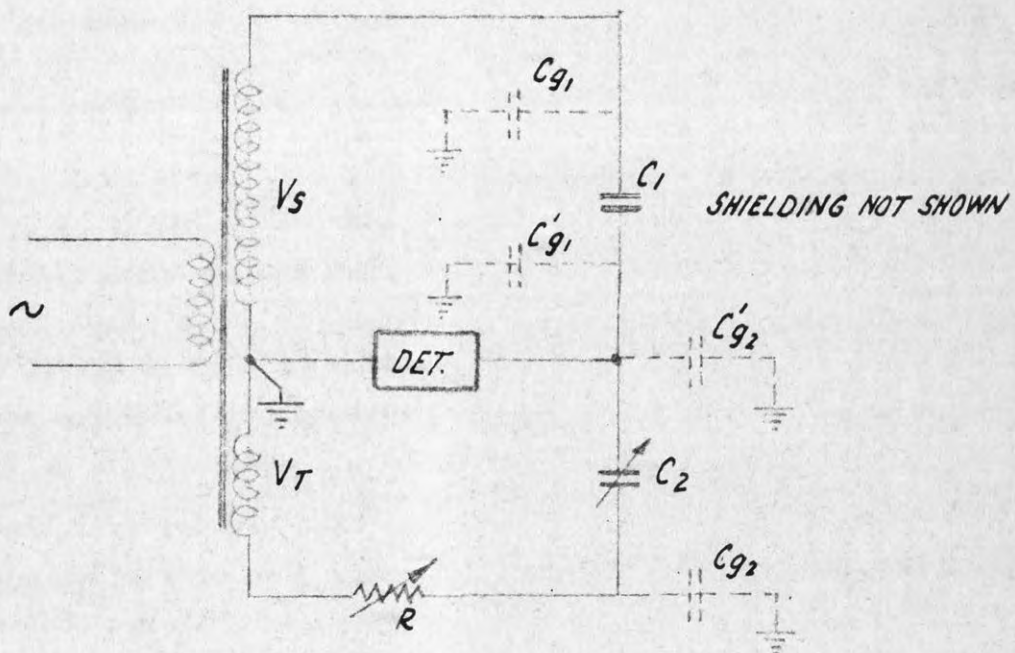 Cg1
VS
C1
SHIELDING NOT SHOWN
C'g1
~
DET.
C'g2
VT
C2
Cg2
R